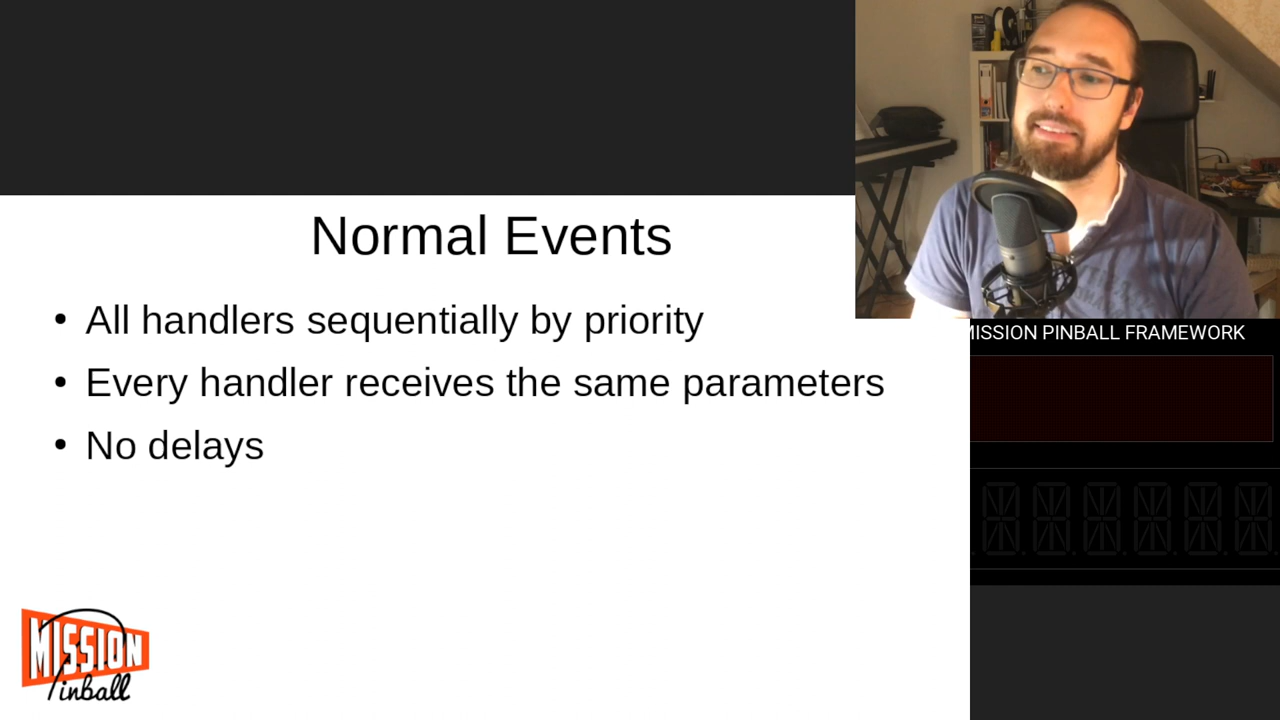 Normal Events
• All handlers sequentially by priority
• Every handler receives the same parameters
• No delays
MISSION PINBALL FRAMEWORK
MISSION
Pinball